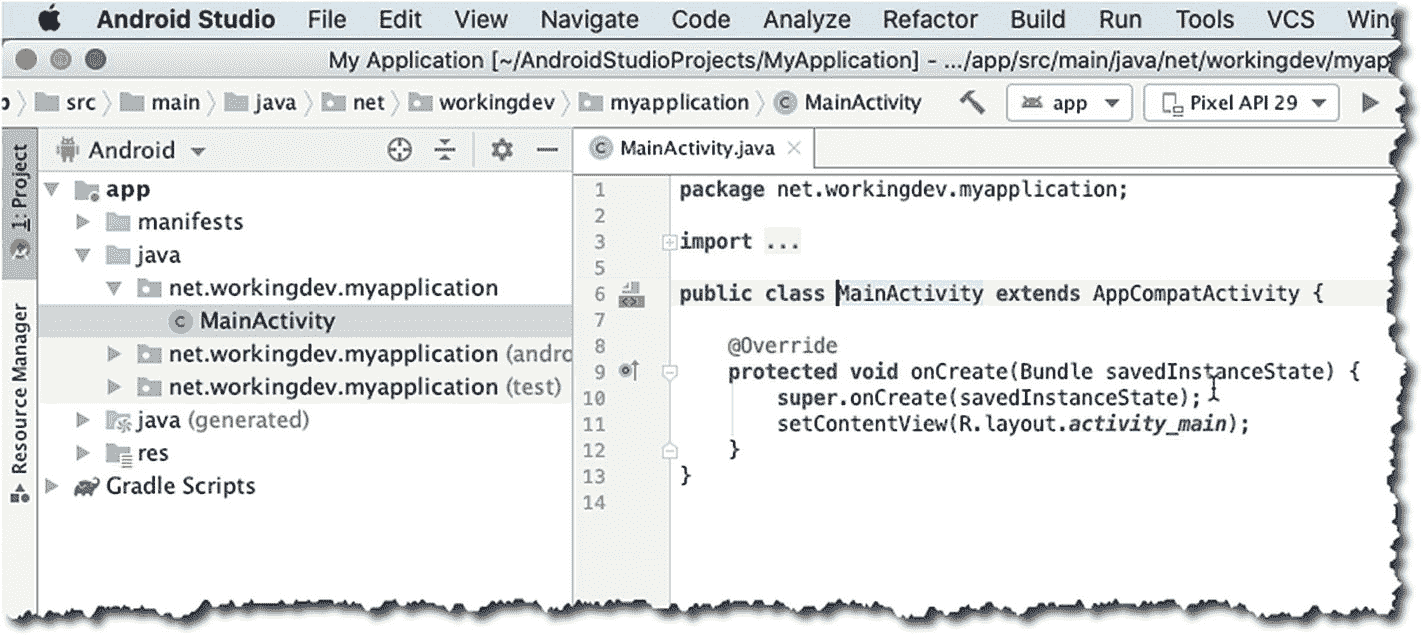 Android Studio File Edit View Navigate Code Analyze Refactor Build Run Tools VCS
My Application [~/AndroidStudioProjects/MyApplication] - .../app/src/main/java/net/workingdev/myapp
src main java net workingdev myapplication MainActivity app Pixel API 29
1: Project
Resource Manager
Android
app
manifests
java
net.workingdev.myapplication
MainActivity
net.workingdev.myapplication (andro
net.workingdev.myapplication (test)
java (generated)
res
Gradle Scripts
MainActivity.java
1 package net.workingdev.myapplication;
2
3 import ...
5
6 public class MainActivity extends AppCompatActivity {
7
8 @Override
9 protected void onCreate(Bundle savedInstanceState) {
10 super.onCreate(savedInstanceState);
11 setContentView(R.layout.activity_main);
12 }
13 }
14